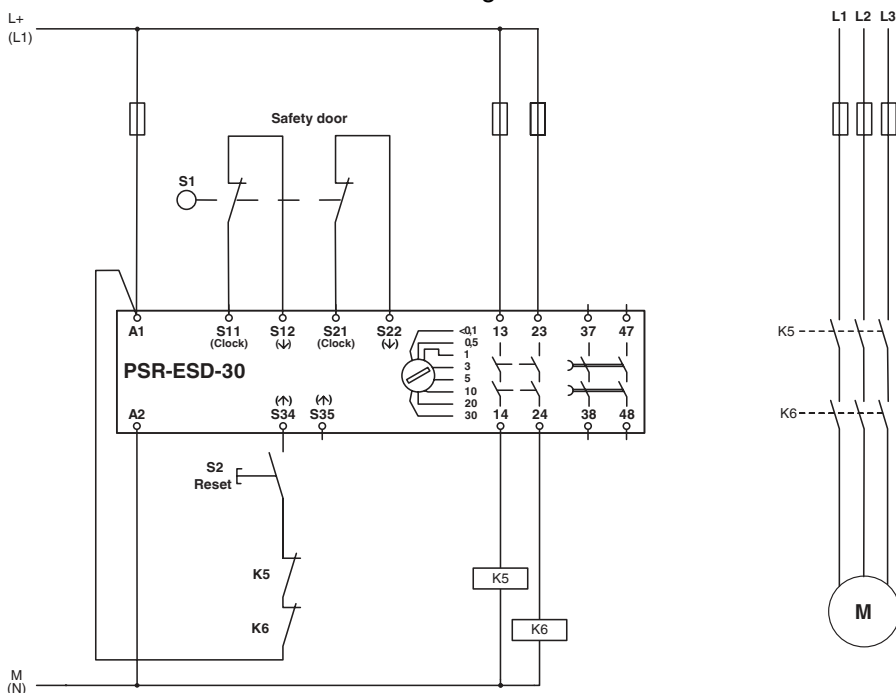 L+
(L1)
L1 L2 L3
Safety door
S1
A1 S11 S12 S21 S22 <0,1 13 23 37 47
(Clock) (↓) (Clock) (↓) 0,5
1
PSR-ESD-30
3
5
10
(↑) (↑) 20
A2 S34 S35 30 14 24 38 48
K5
K6
S2
Reset
K5
K6
K5
K6
M
M
(N)